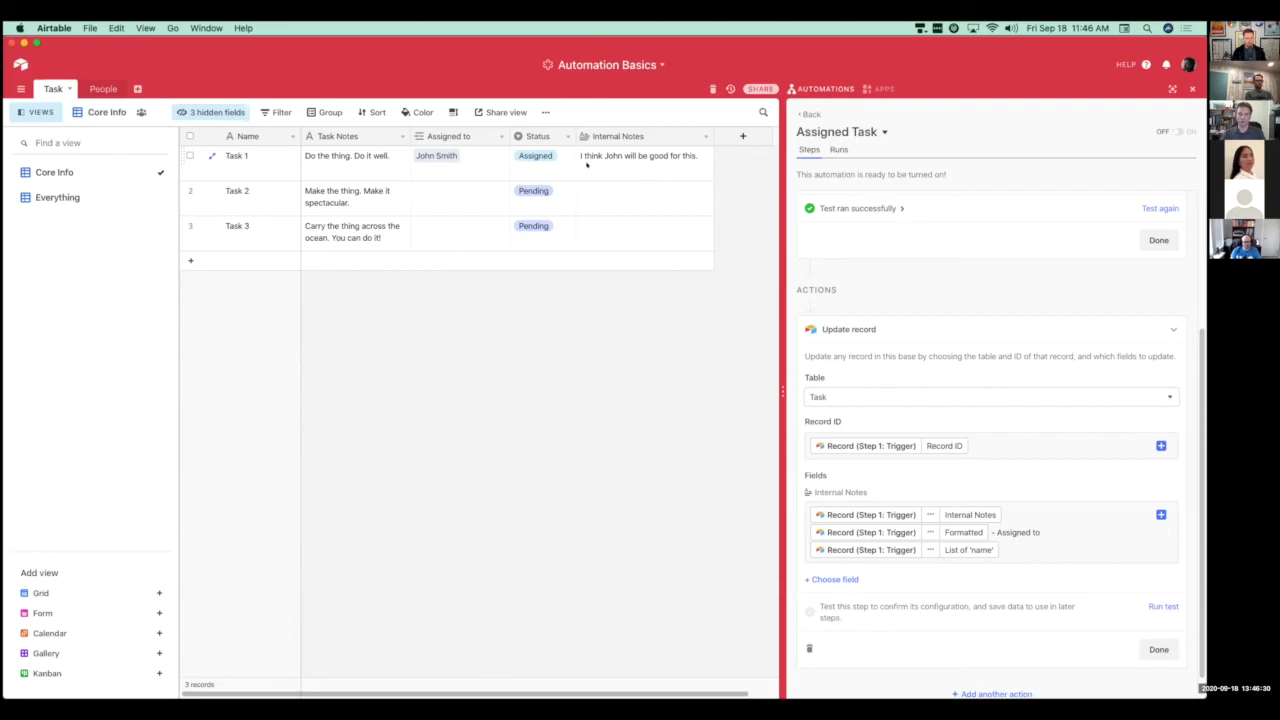 Airtable File Edit View Go Window Help Fri Sep 18 11:46 AM
Automation Basics
HELP
Task People
SHARE AUTOMATIONS APPS
VIEWS Core Info 3 hidden fields Filter Group Sort Color Share view
Find a view
Core Info
Everything
Name Task Notes Assigned to Status Internal Notes
Task 1 Do the thing. Do it well. John Smith Assigned I think John will be good for this.
2 Task 2 Make the thing. Make it spectacular. Pending
3 Task 3 Carry the thing across the ocean. You can do it! Pending
+
Add view
Grid +
Form +
Calendar +
Gallery +
Kanban +
3 records
Back
Assigned Task
OFF ON
Steps Runs
This automation is ready to be turned on!
Test ran successfully Test again
Done
ACTIONS
Update record
Update any record in this base by choosing the table and ID of that record, and which fields to update.
Table
Task
Record ID
Record (Step 1: Trigger) Record ID
Fields
Internal Notes
Record (Step 1: Trigger) ··· Internal Notes
Record (Step 1: Trigger) ··· Formatted - Assigned to
Record (Step 1: Trigger) ··· List of 'name'
+ Choose field
Test this step to confirm its configuration, and save data to use in later
steps.
Run test
Done
+ Add another action
2020-09-18 13:46:30